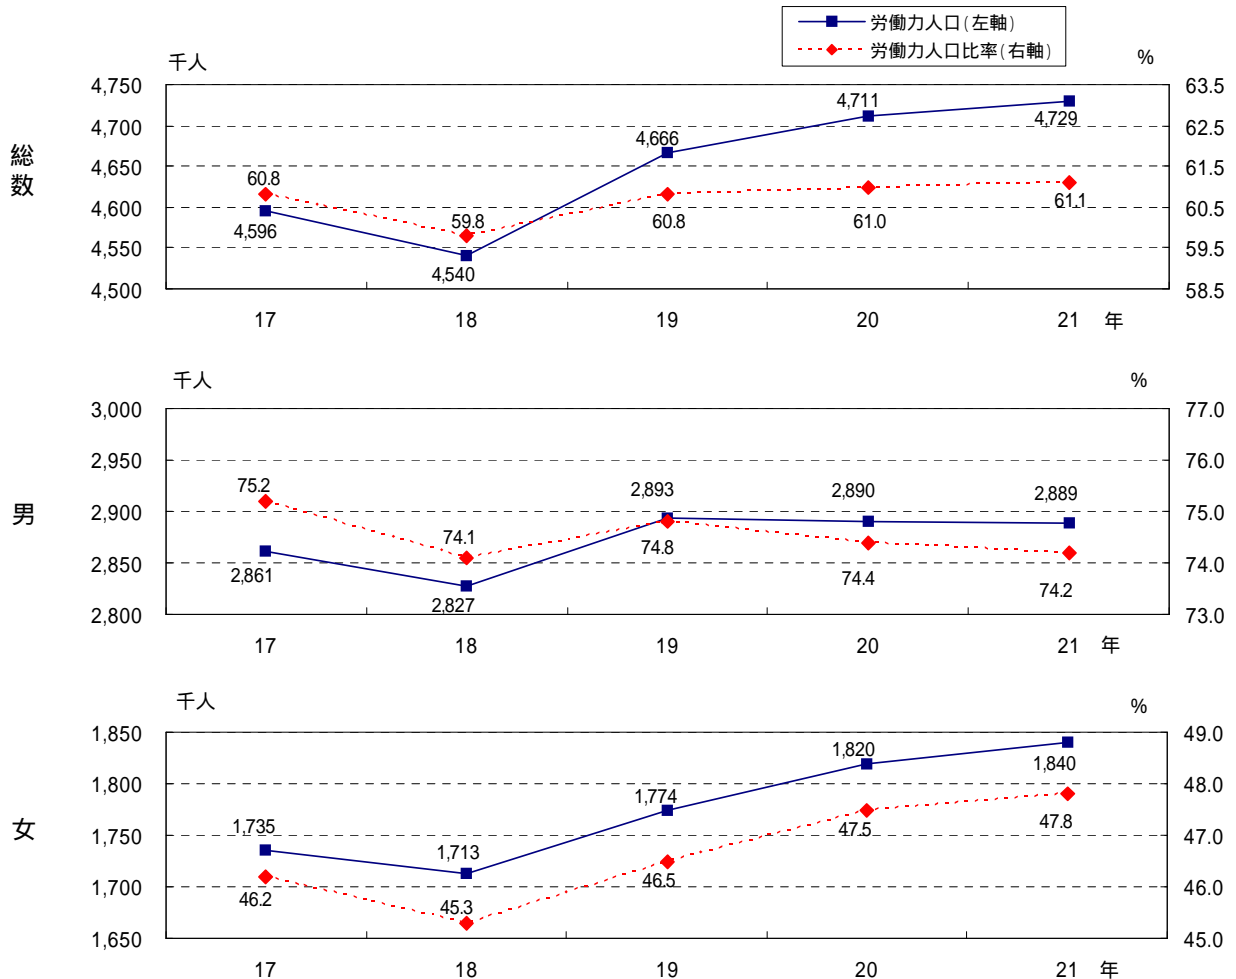 労働力人口(左軸)
労働力人口比率(右軸)
千人 %
総数
4,750 63.5
4,700 62.5
4,650 61.5
4,600 60.5
4,550 59.5
4,500 58.5
60.8 59.8 60.8 61.0 61.1
4,596 4,540 4,666 4,711 4,729
17 18 19 20 21 年
千人 %
男
3,000 77.0
2,950 76.0
2,900 75.0
2,850 74.0
2,800 73.0
75.2 74.1 74.8 74.4 74.2
2,861 2,827 2,893 2,890 2,889
17 18 19 20 21 年
千人 %
女
1,850 49.0
1,800 48.0
1,750 47.0
1,700 46.0
1,650 45.0
1,735 1,713 1,774 1,820 1,840
46.2 45.3 46.5 47.5 47.8
17 18 19 20 21 年